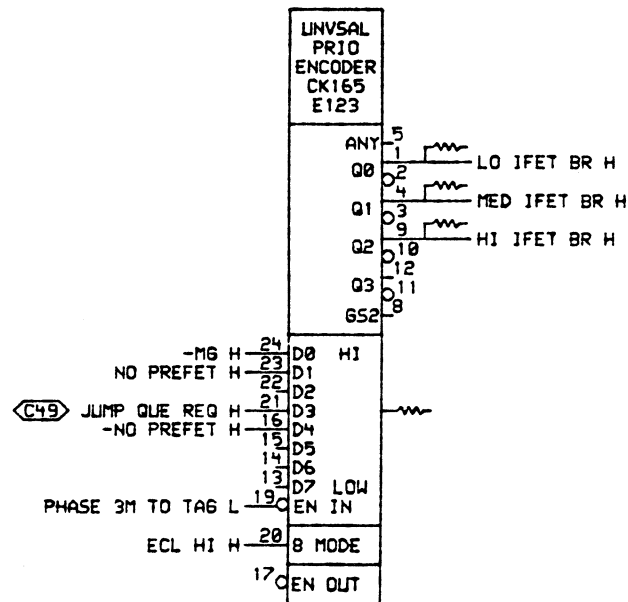 UNVSAL
PRIO
ENCODER
CK165
E123
ANY 5
1 LO IFET BR H
Q0
2
4 MED IFET BR H
Q1
3
9 HI IFET BR H
Q2
10
12
Q3
11
GS2 8
-MG H 24 D0 HI
NO PREFET H 23 D1
22 D2
C49 JUMP QUE REQ H 21 D3
-NO PREFET H 16 D4
15 D5
14 D6
13 D7 LOW
PHASE 3M TO TAG L 19 EN IN
ECL HI H 20 8 MODE
17 EN OUT